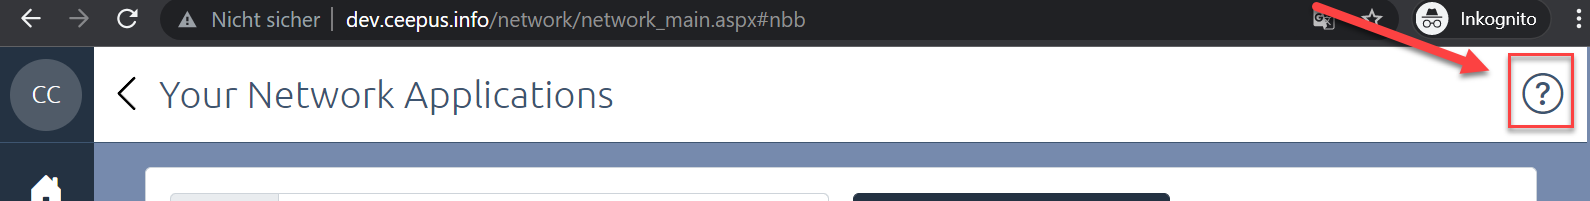 Nicht sicher | dev.ceepus.info/network/network_main.aspx#nbb
Inkognito
CC
Your Network Applications
?